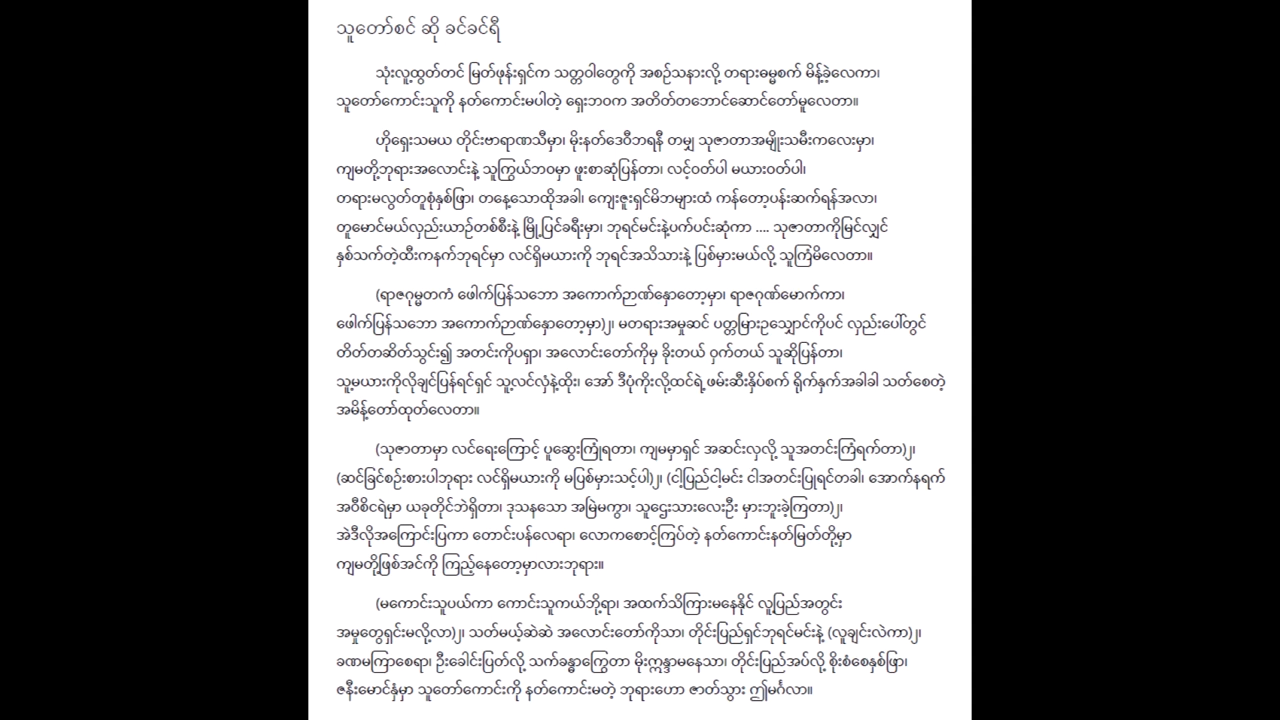 သူတော်စင် ဆို ခင်ခင်ရီ
သုံးလူ့ထွတ်တင် မြတ်ဖုန်းရှင်က သတ္တဝါတွေကို အစဉ်သနားလို့ တရားဓမ္မစက် မိန့်ခဲ့လေကာ၊
သူတော်ကောင်းသူကို နတ်ကောင်းမပါတဲ့ ရှေးဘဝက အတိတ်တဘောင်ဆောင်တော်မူလေတာ။
ဟိုရှေးသမယ တိုင်းဗာရာဏသီမှာ၊ မိုးနတ်ဒေဝီဘရနီ တမျှ သုဇာတာအမျိုးသမီးကလေးမှာ၊
ကျမတို့ဘုရားအလောင်းနဲ့ သူကြွယ်ဘဝမှာ ဖူးစာဆုံပြန်တာ၊ လင့်ဝတ်ပါ မယားဝတ်ပါ၊
တရားမလွတ်တူစုံနှစ်ဖြာ၊ တနေ့သောထိုအခါ၊ ကျေးဇူးရှင်မိဘများထံ ကန်တော့ပန်းဆက်ရန်အလာ၊
တူမောင်မယ်လှည်းယာဉ်တစ်စီးနဲ့ မြို့ပြင်ခရီးမှာ၊ ဘုရင်မင်းနဲ့ပက်ပင်းဆုံကာ .... သုဇာတာကိုမြင်လျှင်
နှစ်သက်တဲ့ထီးကနက်ဘုရင်မှာ လင်ရှိမယားကို ဘုရင်အသိသားနဲ့ ပြစ်မှားမယ်လို့ သူကြံမိလေတာ။
(ရာဇဂုမ္မတကံ ဖေါက်ပြန်သဘော အကောက်ဉာဏ်နှောတော့မှာ၊ ရာဇဂုဏ်မောက်ကာ၊
ဖေါက်ပြန်သဘော အကောက်ဉာဏ်နှောတော့မှာ)၂၊ မတရားအမှုဆင် ပတ္တမြားဥသျှောင်ကိုပင် လှည်းပေါ်တွင်
တိတ်တဆိတ်သွင်း၍ အတင်းကိုပရှာ၊ အလောင်းတော်ကိုမှ ခိုးတယ် ဝှက်တယ် သူဆိုပြန်တာ၊
သူ့မယားကိုလိုချင်ပြန်ရင်ရှင် သူ့လင်လှံနဲ့ထိုး၊ အော် ဒီပုံကိုးလို့ထင်ရဲ့ ဖမ်းဆီးနှိပ်စက် ရိုက်နှက်အခါခါ သတ်စေတဲ့
အမိန့်တော်ထုတ်လေတာ။
(သုဇာတာမှာ လင်ရေးကြောင့် ပူဆွေးကြုံရတာ၊ ကျမမှာရှင် အဆင်းလှလို့ သူအတင်းကြံရက်တာ)၂၊
(ဆင်ခြင်စဉ်းစားပါဘုရား လင်ရှိမယားကို မပြစ်မှားသင့်ပါ)၂၊ (ငါ့ပြည်ငါ့မင်း ငါအတင်းပြုရင်တခါ၊ အောက်နရက်
အဝီစိငရဲမှာ ယခုတိုင်ဘဲရှိတာ၊ ဒုသနသော အမြဲမကွာ၊ သူဌေးသားလေးဦး မှားဘူးခဲ့ကြတာ)၂၊
အဲဒီလိုအကြောင်းပြကာ တောင်းပန်လေရာ၊ လောကစောင့်ကြပ်တဲ့ နတ်ကောင်းနတ်မြတ်တို့မှာ
ကျမတို့ဖြစ်အင်ကို ကြည့်နေတော့မှာလားဘုရား။
(မကောင်းသူပယ်ကာ ကောင်းသူကယ်ဘို့ရာ၊ အထက်သိကြားမနေနိုင် လူ့ပြည်အတွင်း
အမှုတွေရှင်းမလို့လာ)၂၊ သတ်မယ့်ဆဲဆဲ အလောင်းတော်ကိုသာ၊ တိုင်းပြည်ရှင်ဘုရင်မင်းနဲ့ (လူချင်းလဲကာ)၂၊
ခဏမကြာစေရာ၊ ဦးခေါင်းပြတ်လို့ သက်ခန္ဓာကြွေတာ မိုးဣန္ဒာမနေသာ၊ တိုင်းပြည်အပ်လို့ စိုးစံစေနှစ်ဖြာ၊
ဇနီးမောင်နှံမှာ သူတော်ကောင်းကို နတ်ကောင်းမတဲ့ ဘုရားဟော ဇာတ်သွား ဤမင်္ဂလာ။